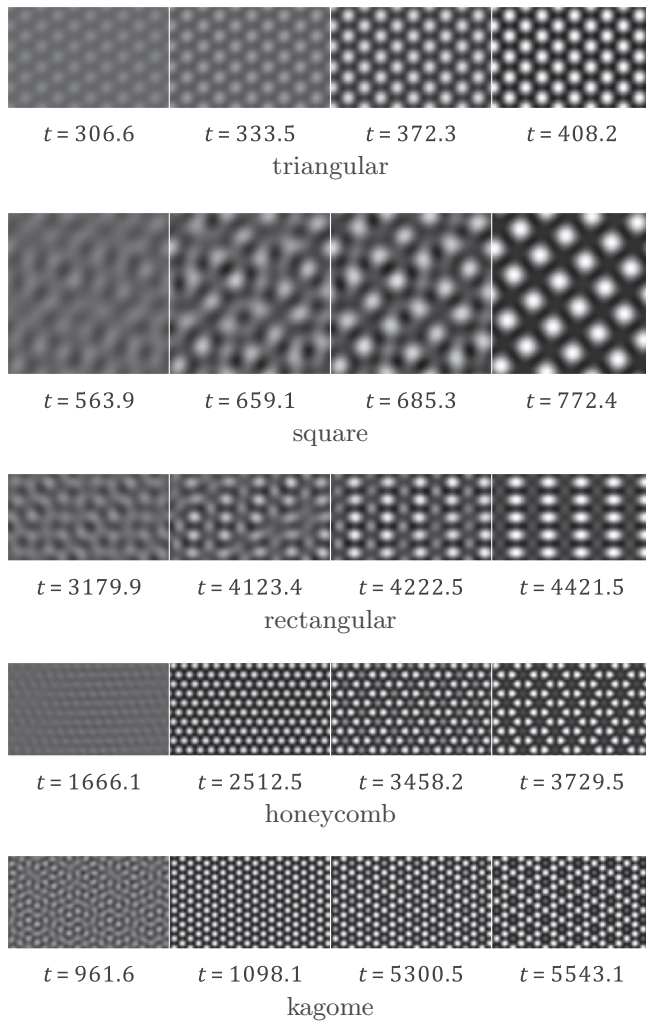 t = 306.6 t = 333.5 t = 372.3 t = 408.2
triangular
t = 563.9 t = 659.1 t = 685.3 t = 772.4
square
t = 3179.9 t = 4123.4 t = 4222.5 t = 4421.5
rectangular
t = 1666.1 t = 2512.5 t = 3458.2 t = 3729.5
honeycomb
t = 961.6 t = 1098.1 t = 5300.5 t = 5543.1
kagome